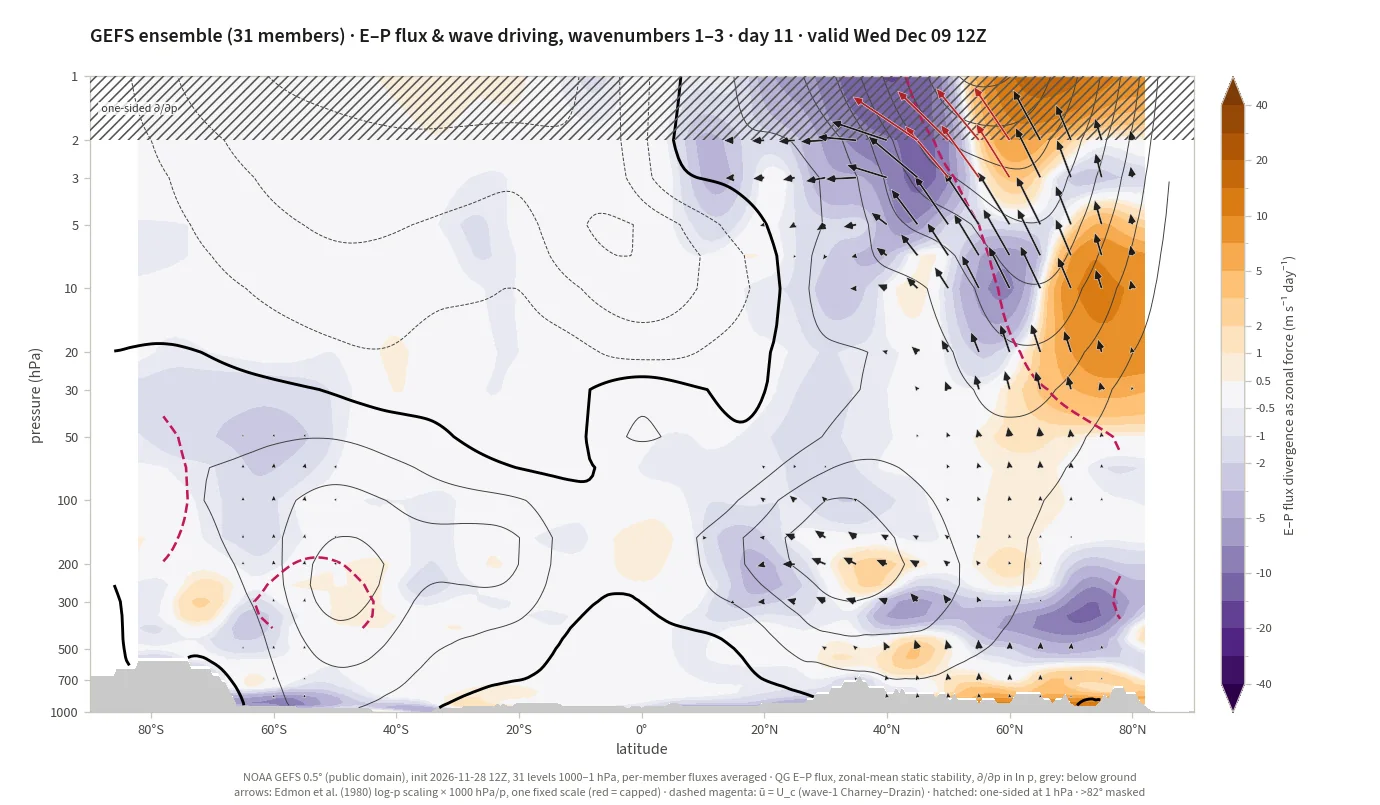 GEFS ensemble (31 members) · E–P flux & wave driving, wavenumbers 1–3 · day 11 · valid Wed Dec 09 12Z
one-sided ∂/∂p
pressure (hPa)
1
2
3
5
10
20
30
50
100
200
300
500
700
1000
80°S
60°S
40°S
20°S
0°
20°N
40°N
60°N
80°N
latitude
40
20
10
5
2
1
0.5
-0.5
-1
-2
-5
-10
-20
-40
E–P flux divergence as zonal force (m s⁻¹ day⁻¹)
NOAA GEFS 0.5° (public domain), init 2026-11-28 12Z, 31 levels 1000–1 hPa, per-member fluxes averaged · QG E–P flux, zonal-mean static stability, ∂/∂p in ln p, grey: below ground
arrows: Edmon et al. (1980) log-p scaling × 1000 hPa/p, one fixed scale (red = capped) · dashed magenta: ū = U_c (wave-1 Charney–Drazin) · hatched: one-sided at 1 hPa · >82° masked